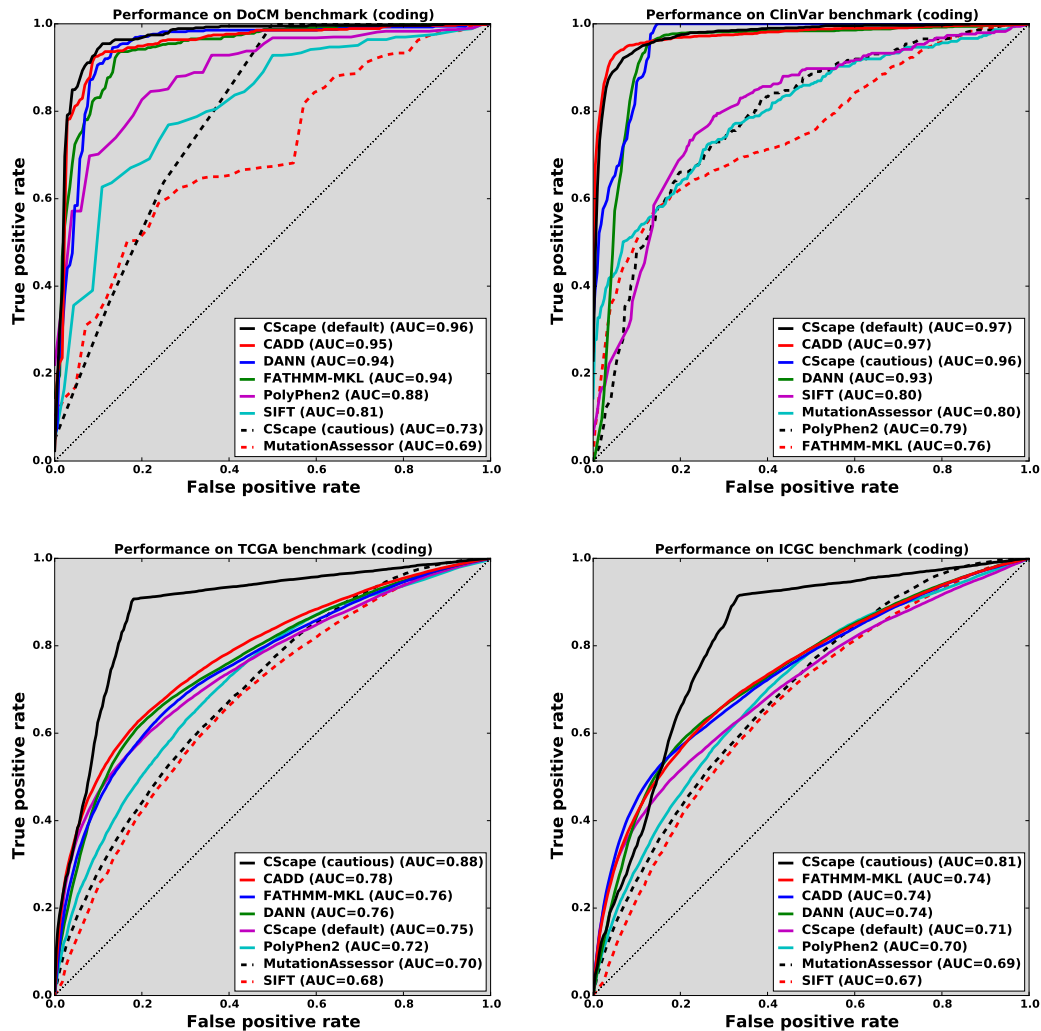 Performance on DoCM benchmark (coding)
1.0
0.8
0.6
0.4
0.2
0.0
True positive rate
CScape (default) (AUC=0.96)
CADD (AUC=0.95)
DANN (AUC=0.94)
FATHMM-MKL (AUC=0.94)
PolyPhen2 (AUC=0.88)
SIFT (AUC=0.81)
CScape (cautious) (AUC=0.73)
MutationAssessor (AUC=0.69)
0.0 0.2 0.4 0.6 0.8 1.0
False positive rate
Performance on ClinVar benchmark (coding)
1.0
0.8
0.6
0.4
0.2
0.0
True positive rate
CScape (default) (AUC=0.97)
CADD (AUC=0.97)
CScape (cautious) (AUC=0.96)
DANN (AUC=0.93)
SIFT (AUC=0.80)
MutationAssessor (AUC=0.80)
PolyPhen2 (AUC=0.79)
FATHMM-MKL (AUC=0.76)
0.0 0.2 0.4 0.6 0.8 1.0
False positive rate
Performance on TCGA benchmark (coding)
1.0
0.8
0.6
0.4
0.2
0.0
True positive rate
CScape (cautious) (AUC=0.88)
CADD (AUC=0.78)
FATHMM-MKL (AUC=0.76)
DANN (AUC=0.76)
CScape (default) (AUC=0.75)
PolyPhen2 (AUC=0.72)
MutationAssessor (AUC=0.70)
SIFT (AUC=0.68)
0.0 0.2 0.4 0.6 0.8 1.0
False positive rate
Performance on ICGC benchmark (coding)
1.0
0.8
0.6
0.4
0.2
0.0
True positive rate
CScape (cautious) (AUC=0.81)
FATHMM-MKL (AUC=0.74)
CADD (AUC=0.74)
DANN (AUC=0.74)
CScape (default) (AUC=0.71)
PolyPhen2 (AUC=0.70)
MutationAssessor (AUC=0.69)
SIFT (AUC=0.67)
0.0 0.2 0.4 0.6 0.8 1.0
False positive rate